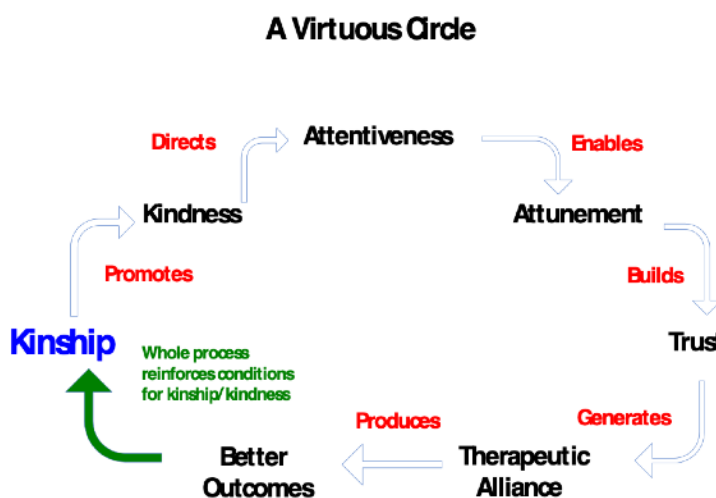 A Virtuous Circle
Attentiveness
Directs
Enables
Kindness
Attunement
Promotes
Builds
Kinship
Trust
Whole process
reinforces conditions
for kinship/kindness
Produces
Generates
Better
Outcomes
Therapeutic
Alliance